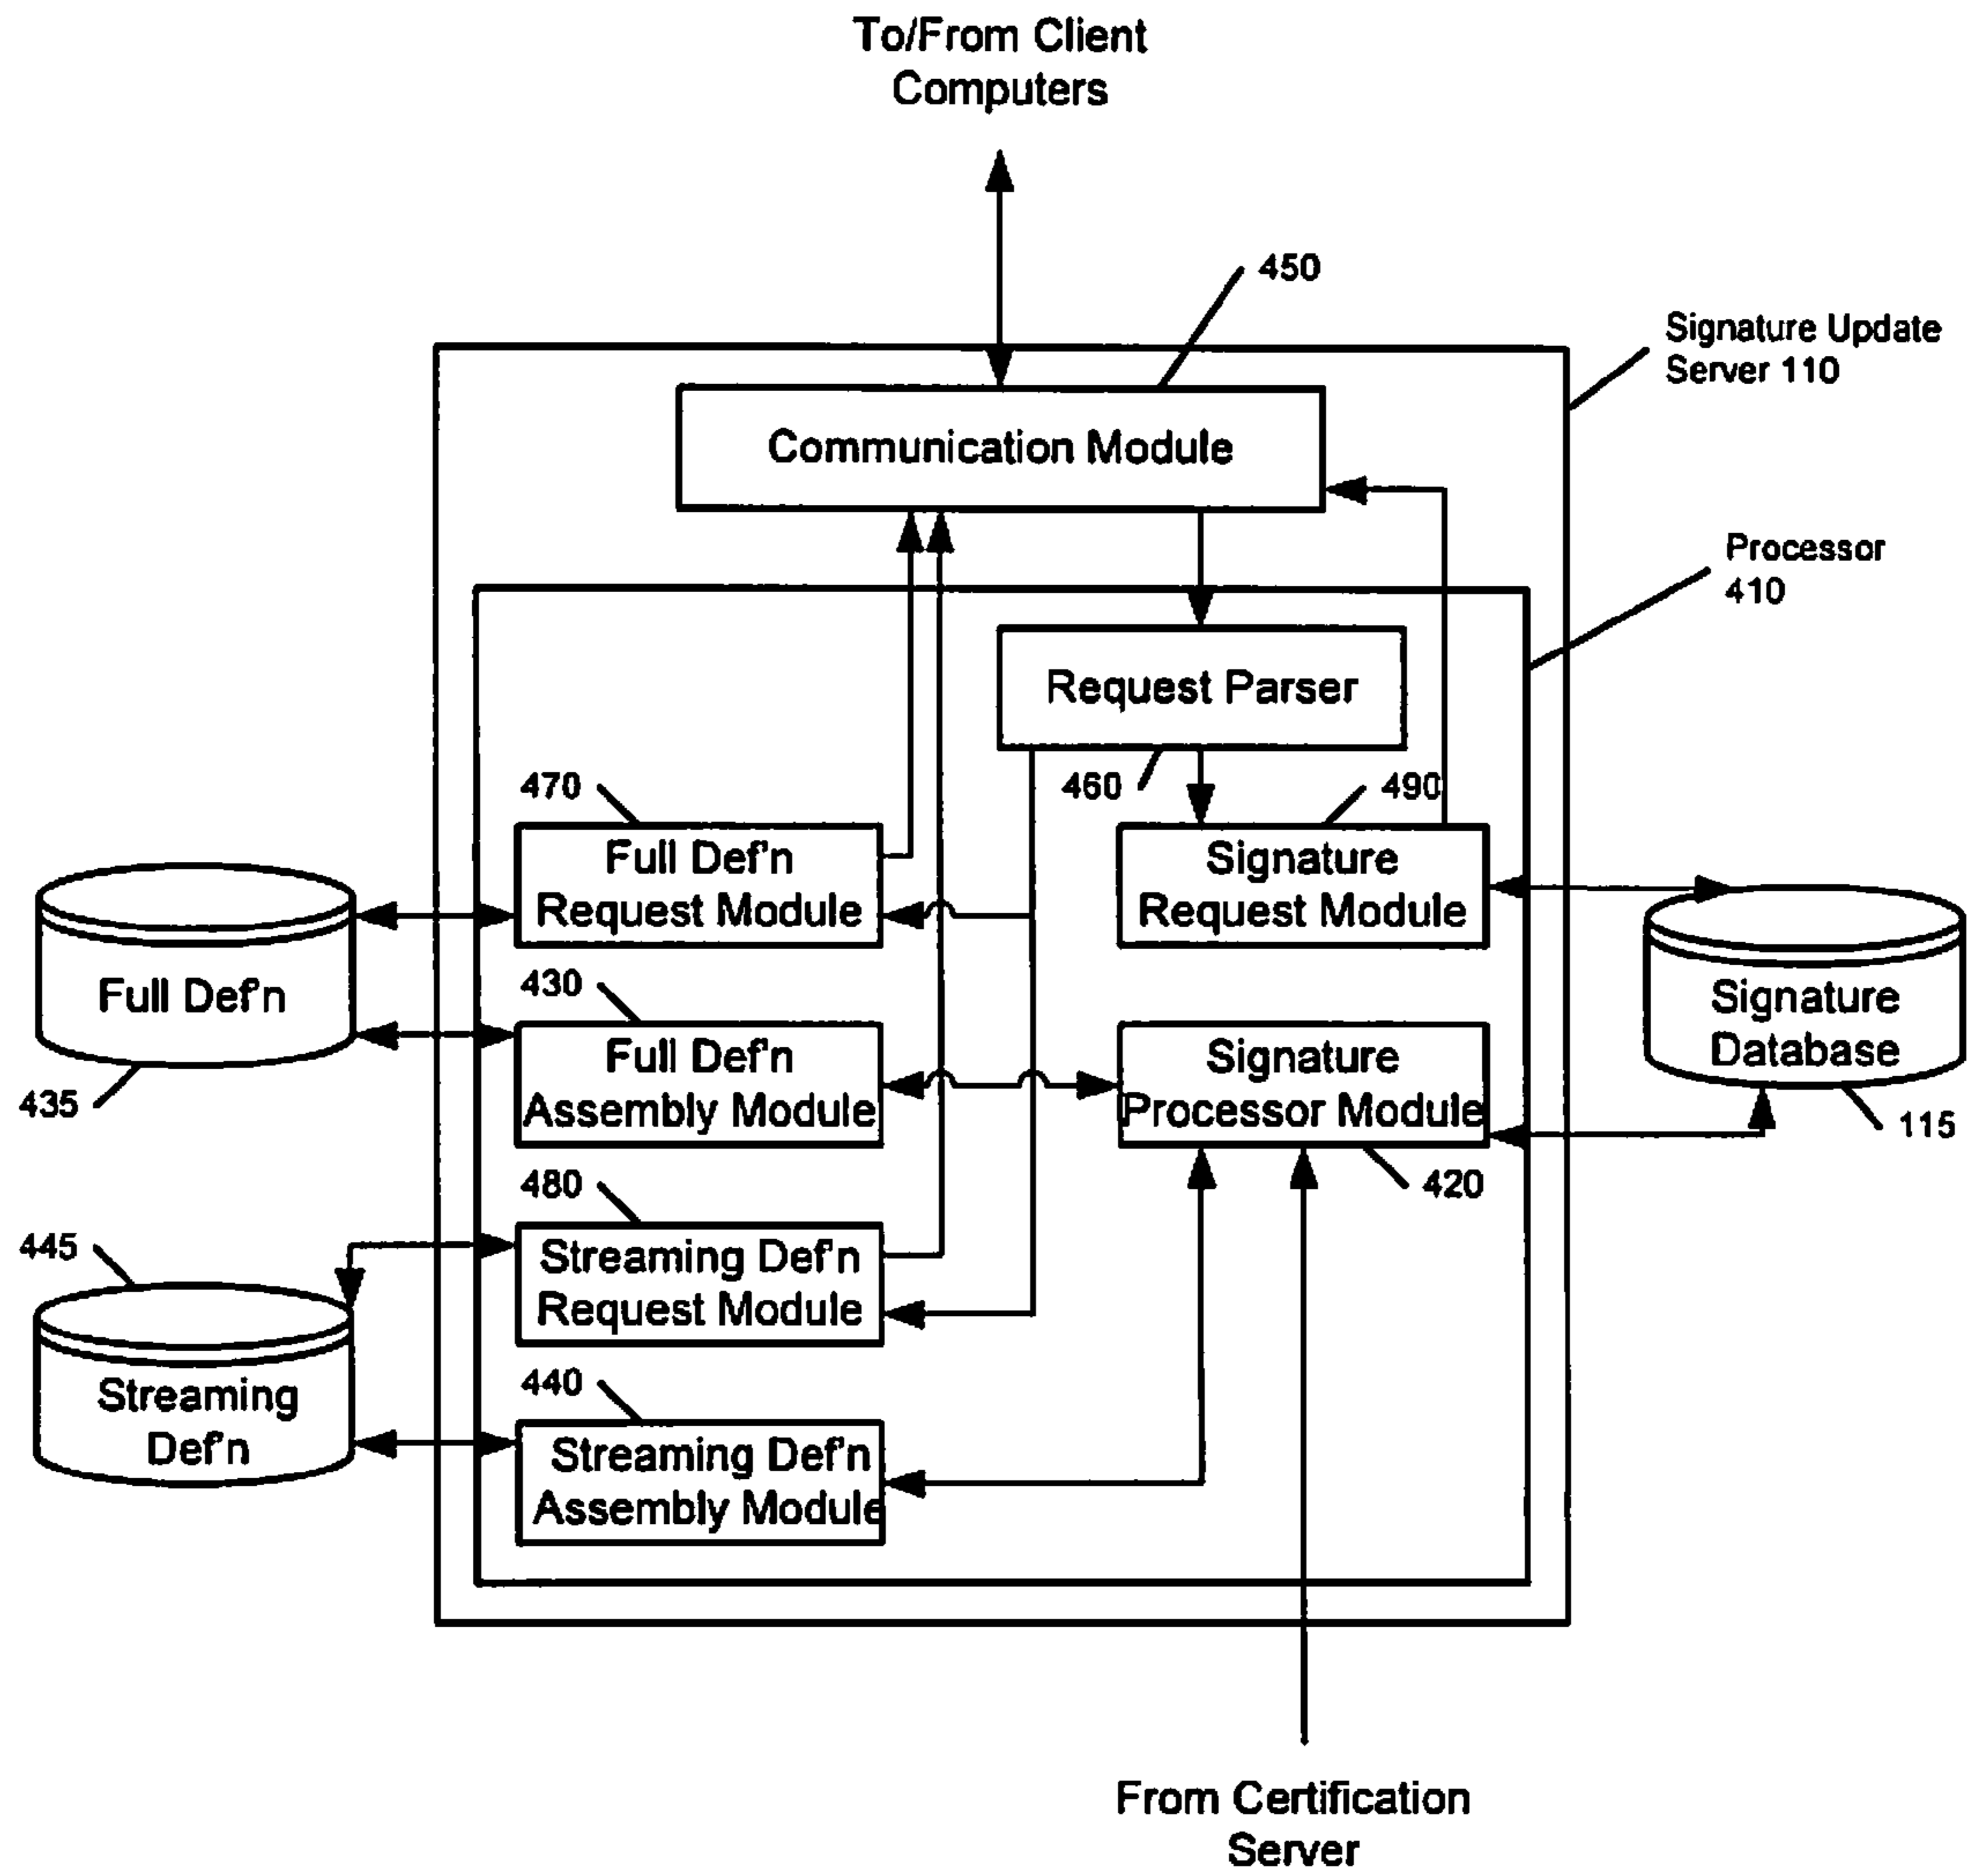 To/From Client
Computers
450
Signature Update
Server 110
Communication Module
Processor
410
Request Parser
470
460
490
Full Def'n
Request Module
Signature
Request Module
Full Def'n
430
Signature
Database
Full Def'n
Assembly Module
Signature
Processor Module
435
115
480
420
445
Streaming Def'n
Request Module
440
Streaming
Def'n
Streaming Def'n
Assembly Module
From Certification
Server